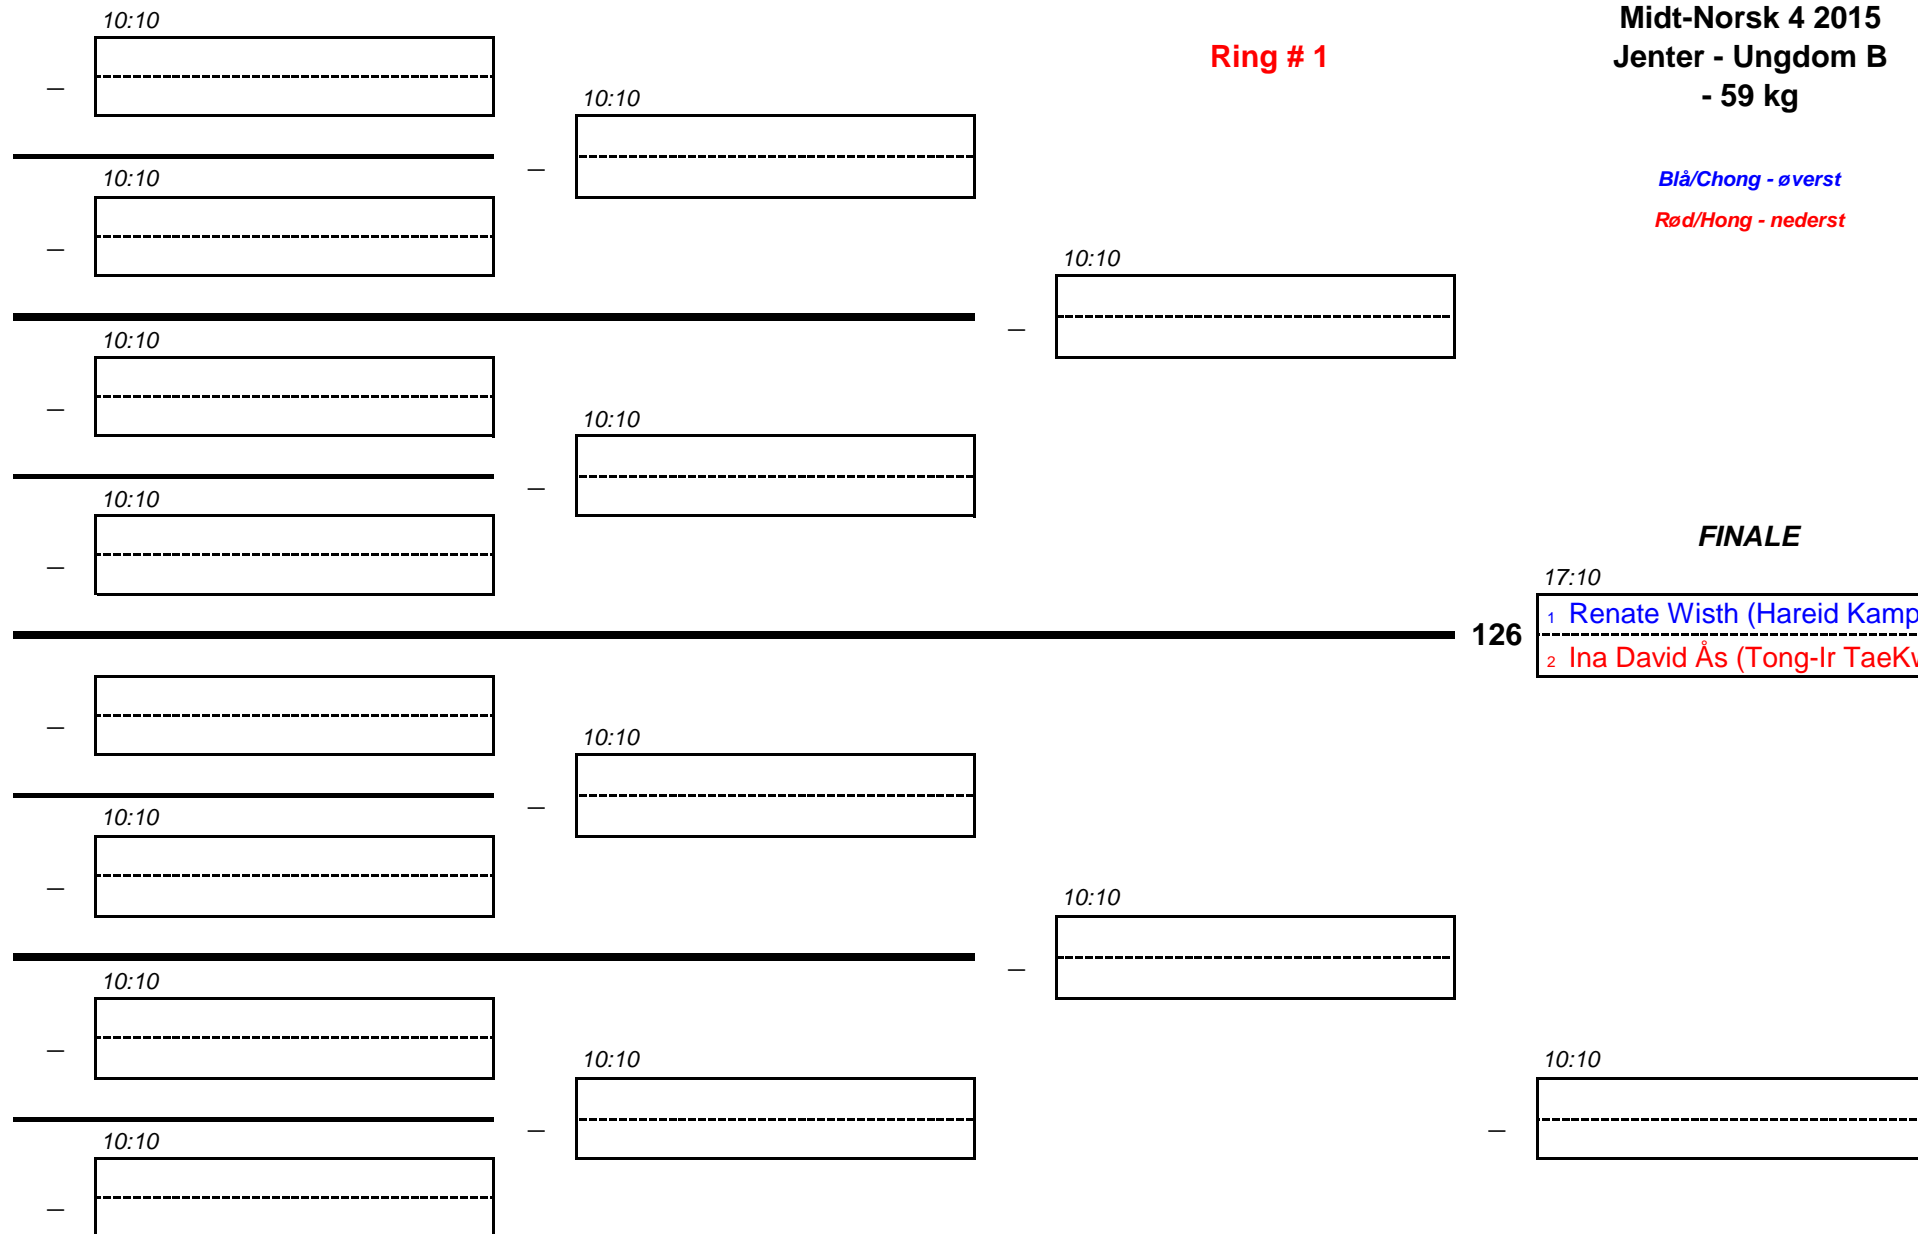 10:10
Midt-Norsk 4 2015
Ring # 1
Jenter - Ungdom B
- 59 kg
10:10
10:10
Blå/Chong - øverst
Rød/Hong - nederst
10:10
10:10
10:10
10:10
FINALE
17:10
126
1 Renate Wisth (Hareid Kamp
2 Ina David Ås (Tong-Ir TaeKw
10:10
10:10
10:10
10:10
10:10
10:10
10:10